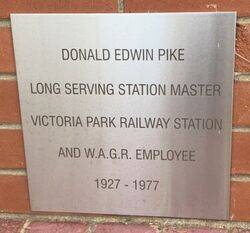 DONALD EDWIN PIKE
LONG SERVING STATION MASTER
VICTORIA PARK RAILWAY STATION
AND W.A.G.R. EMPLOYEE
1927 - 1977